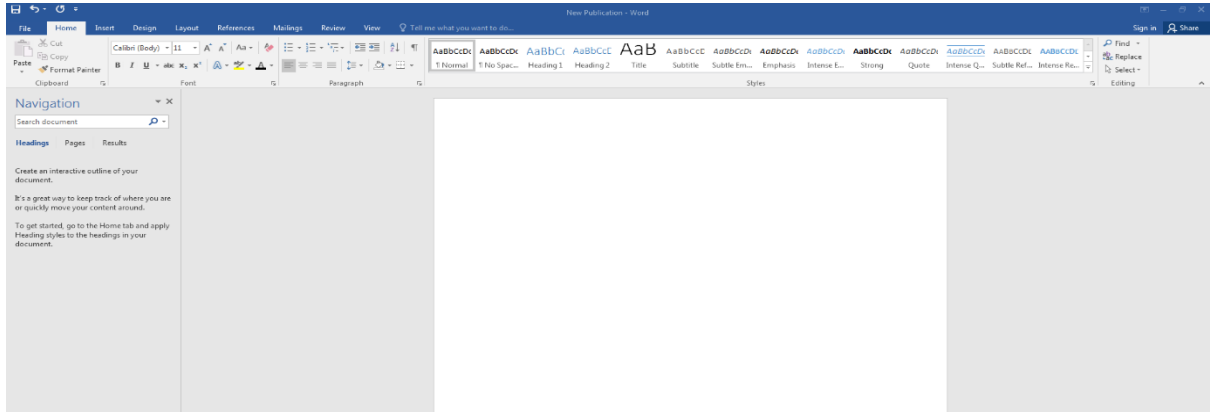 New Publication - Word
File Home Insert Design Layout References Mailings Review View Tell me what you want to do... Sign in Share
Paste
Cut
Copy
Format Painter
Clipboard
Calibri (Body) 11 A A Aa
B I U abc x₂ x² A A
Font
Paragraph
AaBbCcDc AaBbCcDc AaBbCc AaBbCcE AaB AaBbCcE AaBbCcDc AaBbCcDc AaBbCcDc AaBbCcDc AaBbCcDc AaBbCcDc AaBbCcDc AaBbCcDc
¶ Normal ¶ No Spac... Heading 1 Heading 2 Title Subtitle Subtle Em... Emphasis Intense E... Strong Quote Intense Q... Subtle Ref... Intense Re...
Styles
Find
Replace
Select
Editing
Navigation
Search document
Headings Pages Results
Create an interactive outline of your
document.
It's a great way to keep track of where you are
or quickly move your content around.
To get started, go to the Home tab and apply
Heading styles to the headings in your
document.